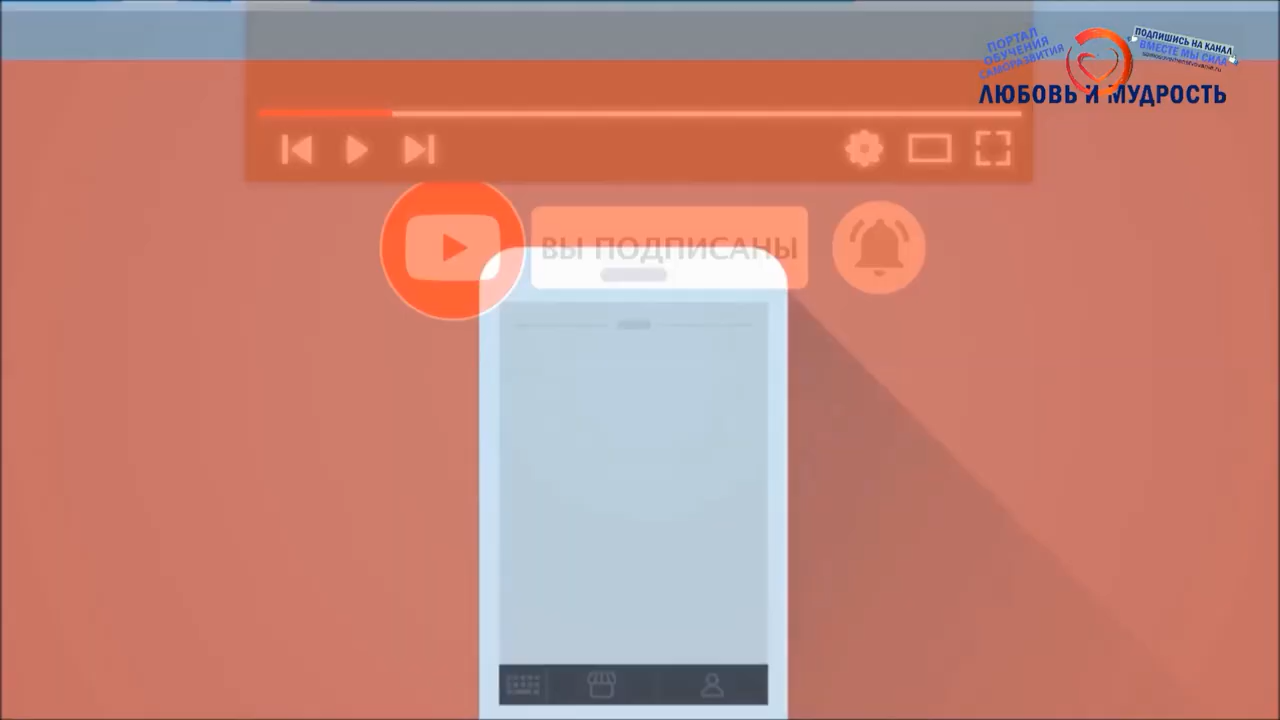 ПОРТАЛ
ОБУЧЕНИЯ
САМОРАЗВИТИЯ
ПОДПИШИСЬ НА КАНАЛ
ВМЕСТЕ МЫ СИЛА
ЛЮБОВЬ И МУДРОСТЬ
ВЫ ПОДПИСАНЫ